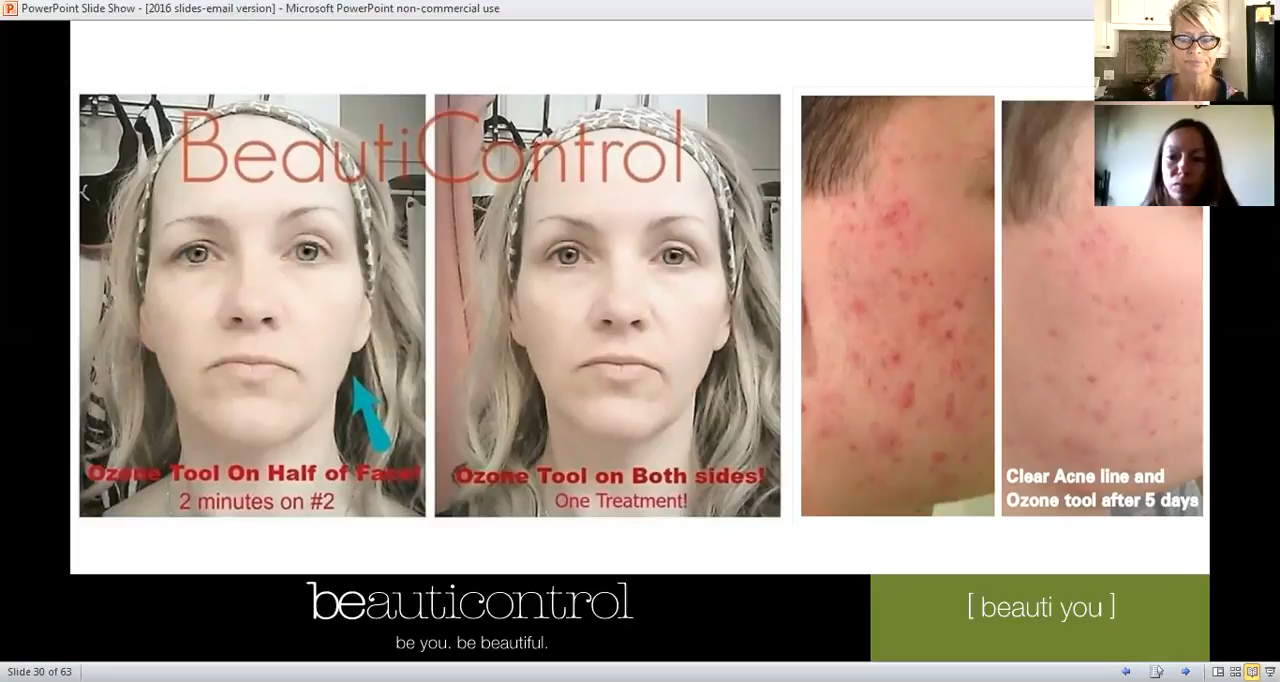 PowerPoint Slide Show - [2016 slides-email version] - Microsoft PowerPoint non-commercial use
BeautiControl
Ozone Tool On Half of Face!
2 minutes on #2
Ozone Tool on Both sides!
One Treatment!
Clear Acne line and
Ozone tool after 5 days
beauticontrol
be you. be beautiful.
[ beauti you ]
Slide 30 of 63